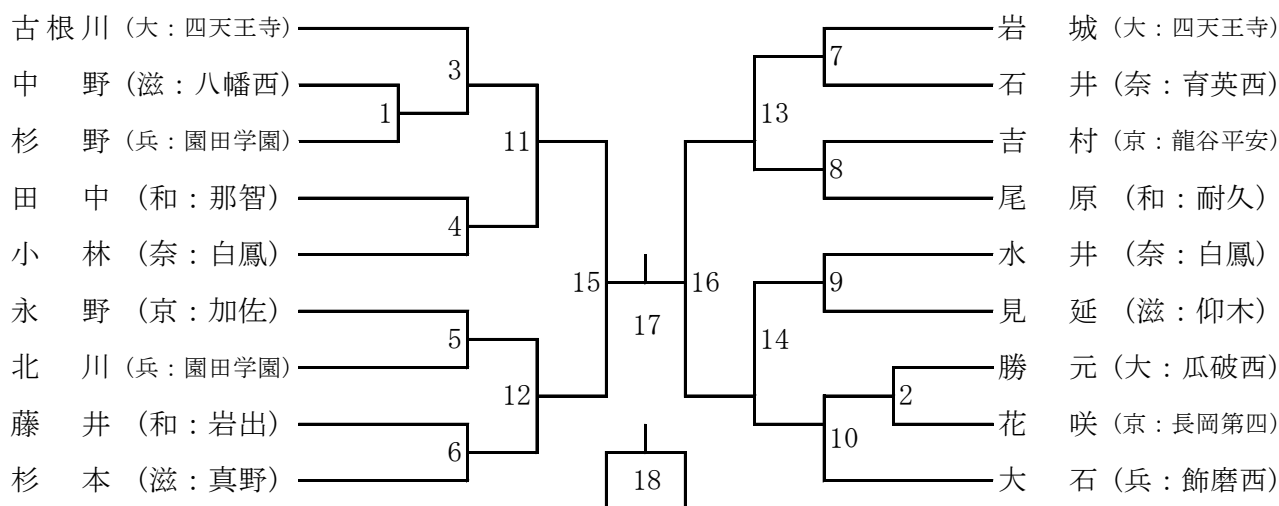 古根川 (大：四天王寺)
中 野 (滋：八幡西)
杉 野 (兵：園田学園)
田 中 (和：那智)
小 林 (奈：白鳳)
永 野 (京：加佐)
北 川 (兵：園田学園)
藤 井 (和：岩出)
杉 本 (滋：真野)
1
3
4
5
6
11
12
15
17
18
16
13
14
7
8
9
2
10
岩 城 (大：四天王寺)
石 井 (奈：育英西)
吉 村 (京：龍谷平安)
尾 原 (和：耐久)
水 井 (奈：白鳳)
見 延 (滋：仰木)
勝 元 (大：瓜破西)
花 咲 (京：長岡第四)
大 石 (兵：飾磨西)